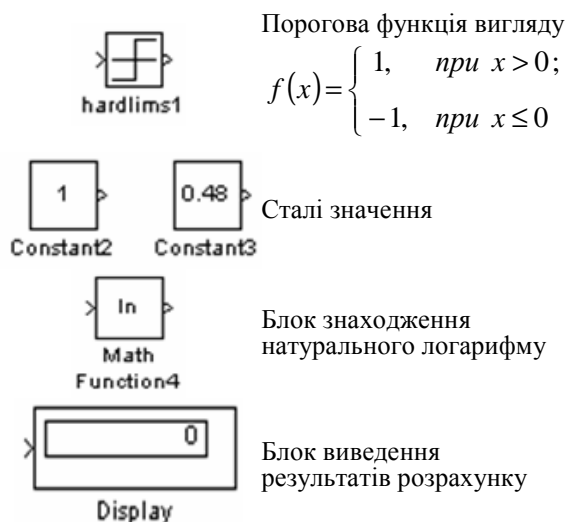 Порогова функція вигляду
f(x)={ 1, при x > 0;
−1, при x ≤ 0
hardlims1
1
0.48
Сталі значення
Constant2
Constant3
ln
Блок знаходження
натурального логарифму
Math
Function4
0
Блок виведення
результатів розрахунку
Display